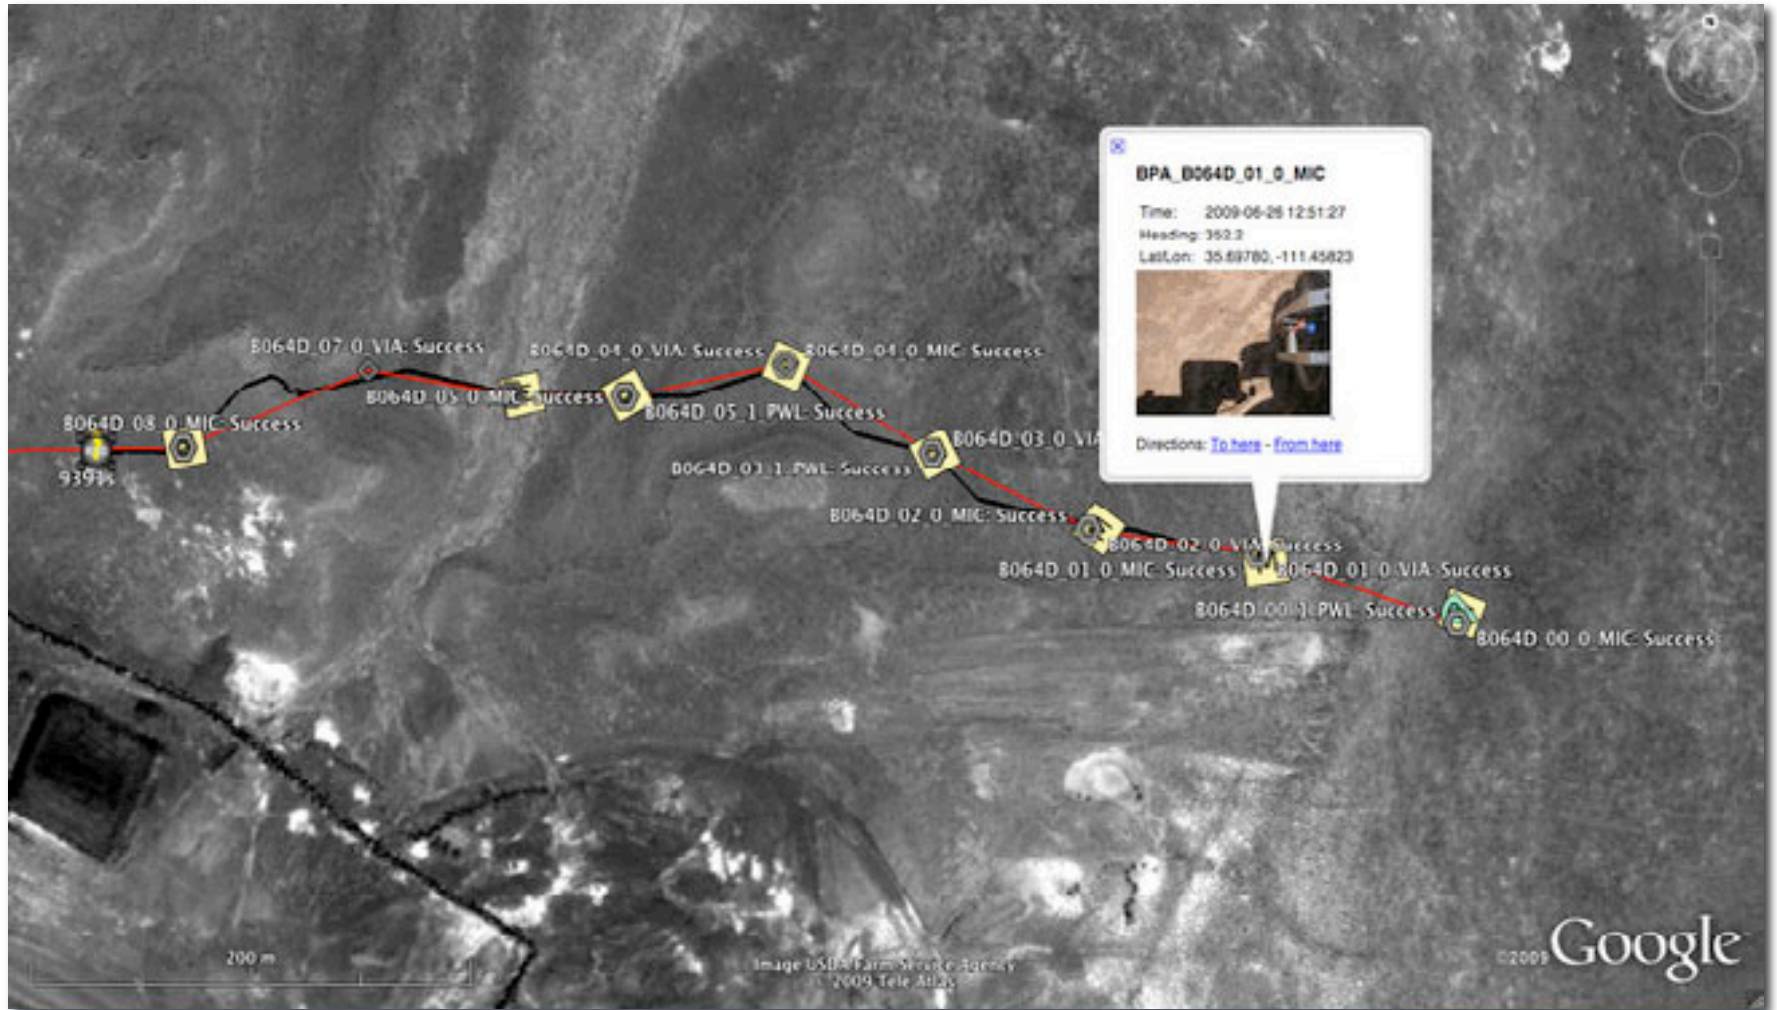 BPA_B064D_01_0_MIC
Time: 2009-06-26 12:51:27
Heading: 352.2
Lat/Lon: 35.69780, -111.45823
Directions: To here - From here
B064D_07_0_VIA: Success
B064D_04_0_VIA: Success
B064D_04_0_MIC: Success
B064D_05_0_MIC: Success
B064D_05_1_PWL: Success
B064D_08_0_MIC: Success
9391s
B064D_03_0_VIA
B064D_03_1_PWL: Success
B064D_02_0_MIC: Success
B064D_02_0_VIA: Success
B064D_01_0_MIC: Success
B064D_01_0_VIA: Success
B064D_00_1_PWL: Success
B064D_00_0_MIC: Success
200 m
Image USDA Farm Service Agency
© 2009 Tele Atlas
©2009 Google